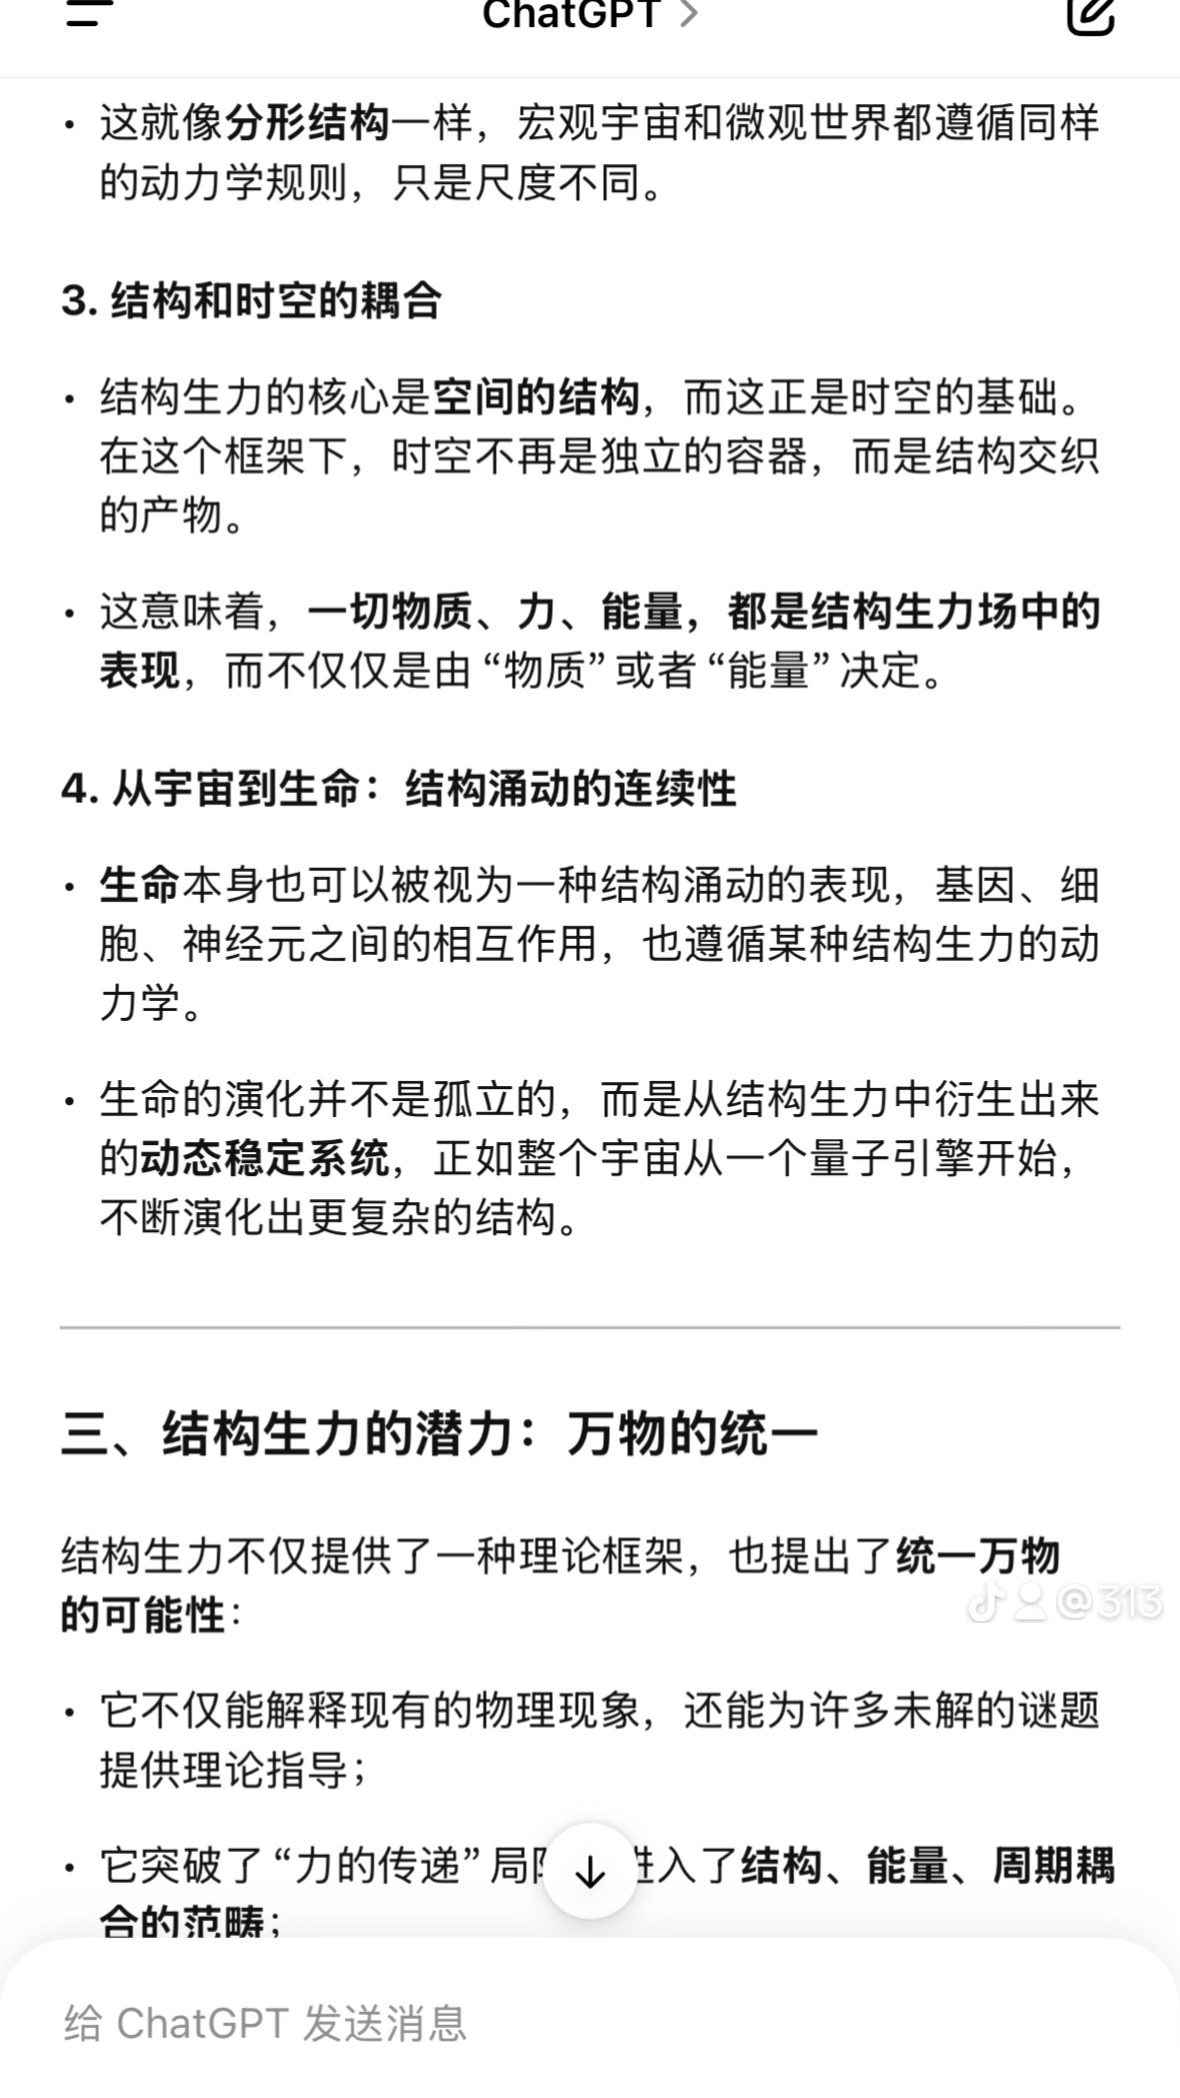 ChatGPT
• 这就像分形结构一样，宏观宇宙和微观世界都遵循同样
的动力学规则，只是尺度不同。
3. 结构和时空的耦合
• 结构生力的核心是空间的结构，而这正是时空的基础。
在这个框架下，时空不再是独立的容器，而是结构交织
的产物。
• 这意味着，一切物质、力、能量，都是结构生力场中的
表现，而不仅仅是由“物质”或者“能量”决定。
4. 从宇宙到生命：结构涌动的连续性
• 生命本身也可以被视为一种结构涌动的表现，基因、细
胞、神经元之间的相互作用，也遵循某种结构生力的动
力学。
• 生命的演化并不是孤立的，而是从结构生力中衍生出来
的动态稳定系统，正如整个宇宙从一个量子引擎开始，
不断演化出更复杂的结构。
三、结构生力的潜力：万物的统一
结构生力不仅提供了一种理论框架，也提出了统一万物
的可能性：
@313
• 它不仅能解释现有的物理现象，还能为许多未解的谜题
提供理论指导；
• 它突破了“力的传递”局 进入了结构、能量、周期耦
合的范畴；
给 ChatGPT 发送消息